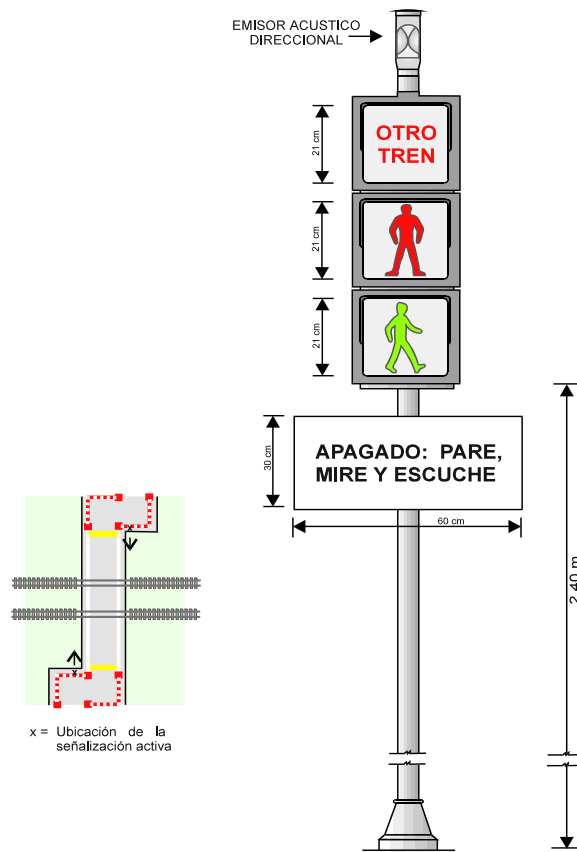 EMISOR ACUSTICO
DIRECCIONAL
21 cm
OTRO
TREN
21 cm
21 cm
30 cm
APAGADO: PARE,
MIRE Y ESCUCHE
60 cm
2,40 m
x
x
x = Ubicación de la
señalización activa